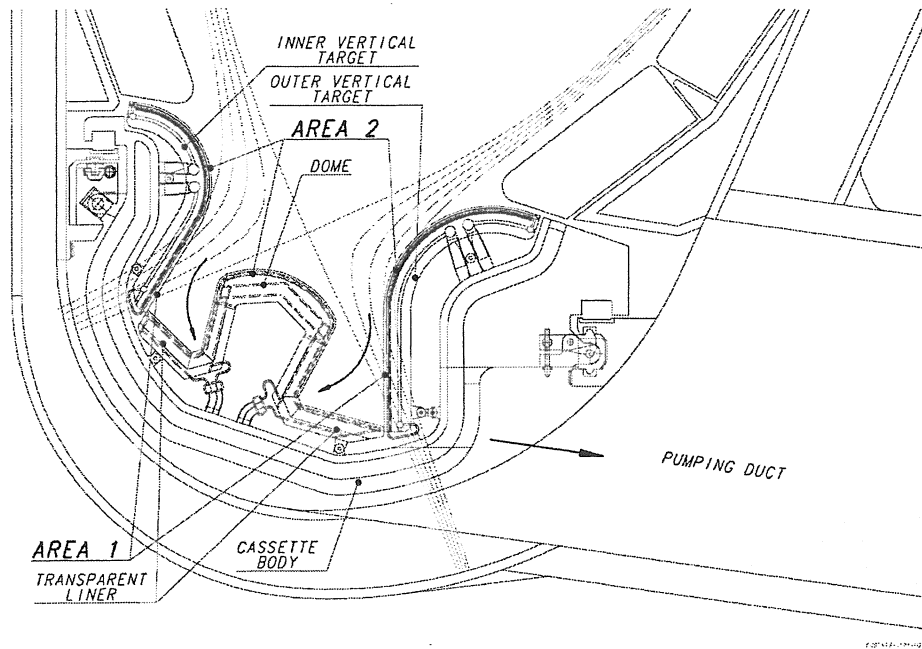 INNER VERTICAL
TARGET
OUTER VERTICAL
TARGET
AREA 2
DOME
PUMPING DUCT
AREA 1
CASSETTE
BODY
TRANSPARENT
LINER